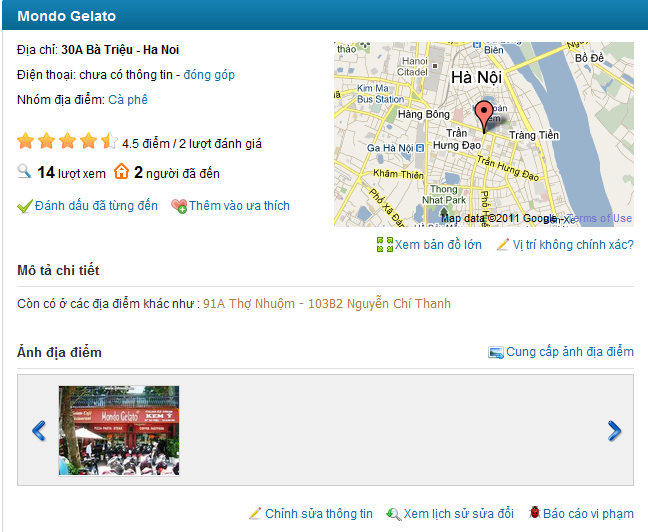 Mondo Gelato
Địa chỉ: 30A Bà Triệu - Ha Noi
Điện thoại: chưa có thông tin - đóng góp
Nhóm địa điểm: Cà phê
4.5 điểm / 2 lượt đánh giá
14 lượt xem 2 người đã đến
Đánh dấu đã từng đến Thêm vào ưa thích
Hanoi
Citadel
Hà Nội
Bồ Đề
Kim Ma
Bus Station
Hàng Bông
Trần
Hưng Đạo
Tràng Tiền
Ga Hà Nội
Trần Hưng Đạo
Khâm Thiên
Thong
Nhat Park
Phố Huế
Map data ©2011 Google - Terms of Use
Xem bản đồ lớn Vị trí không chính xác?
Mô tả chi tiết
Còn có ở các địa điểm khác như : 91A Thợ Nhuộm - 103B2 Nguyễn Chí Thanh
Ảnh địa điểm
Cung cấp ảnh địa điểm
Mondo Gelato
KEM Ý
Chỉnh sửa thông tin Xem lịch sử sửa đổi Báo cáo vi phạm